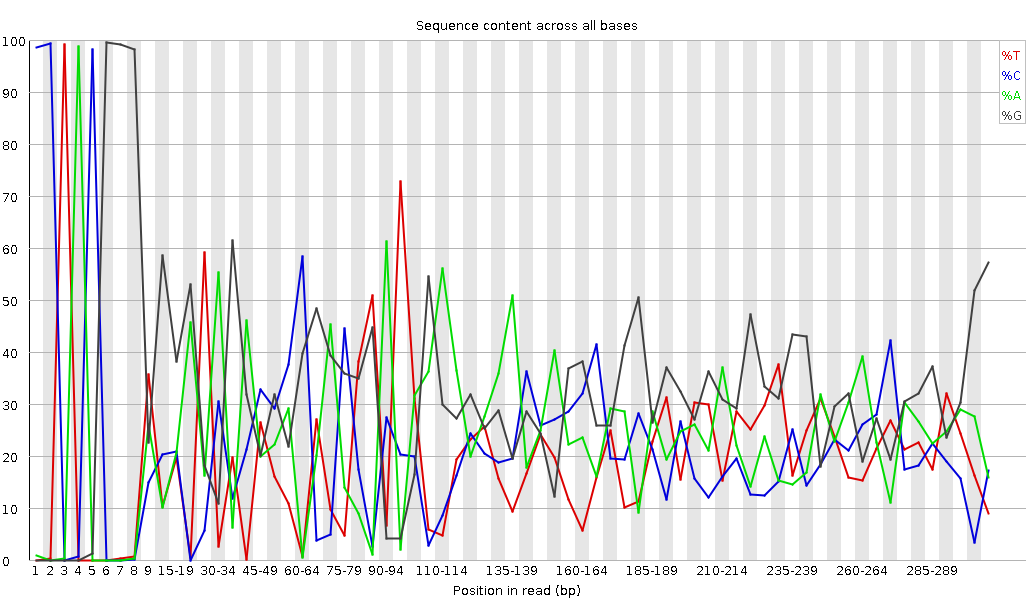 Sequence content across all bases
100
90
80
70
60
50
40
30
20
10
0
%T
%C
%A
%G
1 2 3 4 5 6 7 8 9 15-19 30-34 45-49 60-64 75-79 90-94 110-114 135-139 160-164 185-189 210-214 235-239 260-264 285-289
Position in read (bp)